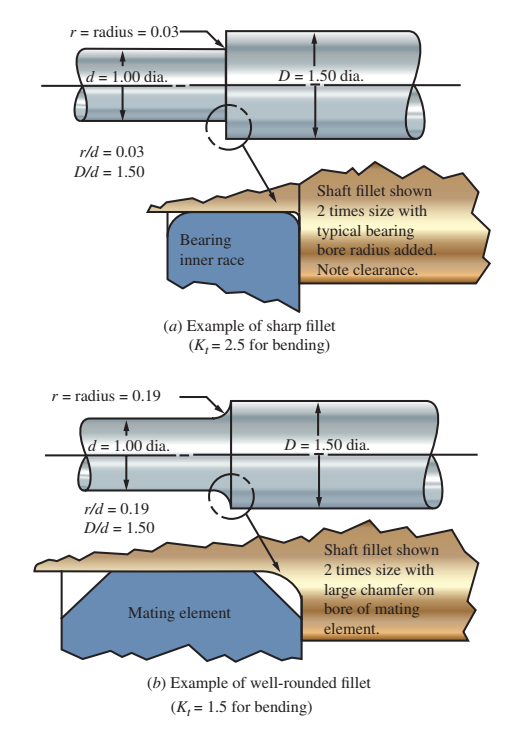 r = radius = 0.03
d = 1.00 dia.
D = 1.50 dia.
r/d = 0.03
D/d = 1.50
Shaft fillet shown
2 times size with
typical bearing
bore radius added.
Note clearance.
Bearing
inner race
(a) Example of sharp fillet
(Kt = 2.5 for bending)
r = radius = 0.19
d = 1.00 dia.
D = 1.50 dia.
r/d = 0.19
D/d = 1.50
Shaft fillet shown
2 times size with
large chamfer on
bore of mating
element.
Mating element
(b) Example of well-rounded fillet
(Kt = 1.5 for bending)